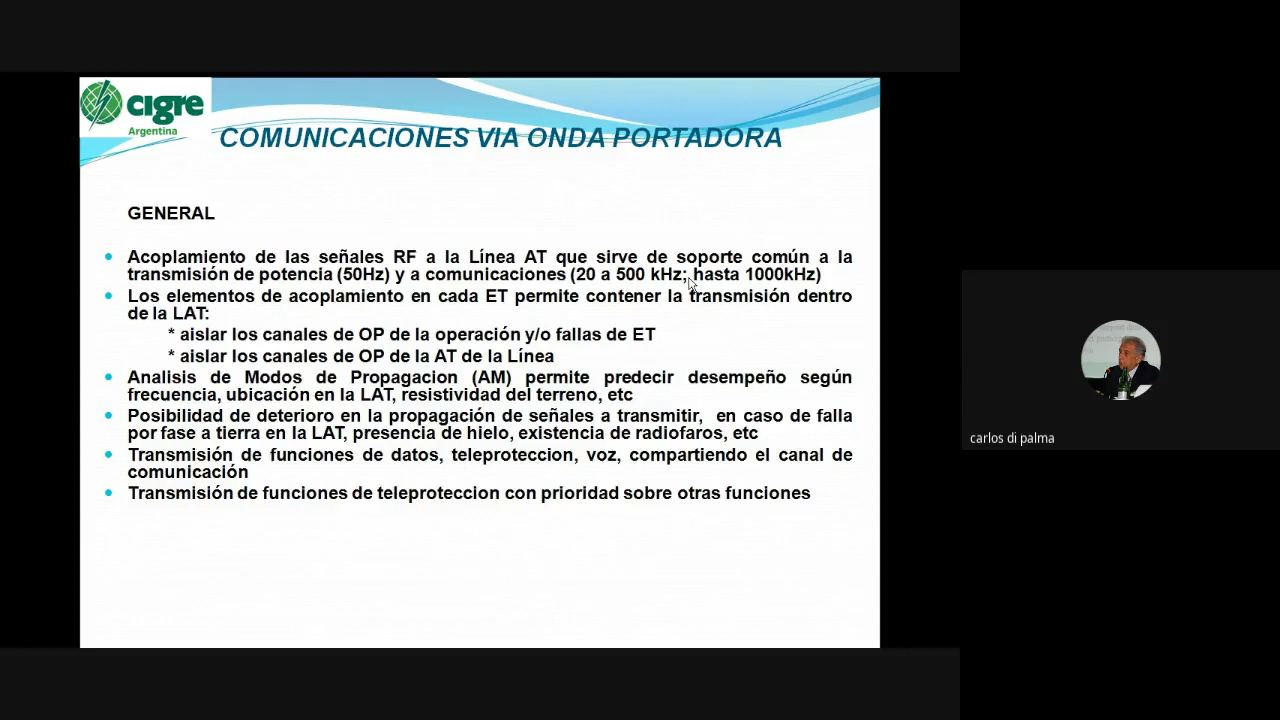 cigre
Argentina
COMUNICACIONES VIA ONDA PORTADORA
GENERAL
Acoplamiento de las señales RF a la Línea AT que sirve de soporte común a la
transmisión de potencia (50Hz) y a comunicaciones (20 a 500 kHz; hasta 1000kHz)
Los elementos de acoplamiento en cada ET permite contener la transmisión dentro
de la LAT:
* aislar los canales de OP de la operación y/o fallas de ET
* aislar los canales de OP de la AT de la Línea
Analisis de Modos de Propagacion (AM) permite predecir desempeño según
frecuencia, ubicación en la LAT, resistividad del terreno, etc
Posibilidad de deterioro en la propagación de señales a transmitir, en caso de falla
por fase a tierra en la LAT, presencia de hielo, existencia de radiofaros, etc
Transmisión de funciones de datos, teleproteccion, voz, compartiendo el canal de
comunicación
Transmisión de funciones de teleproteccion con prioridad sobre otras funciones
carlos di palma